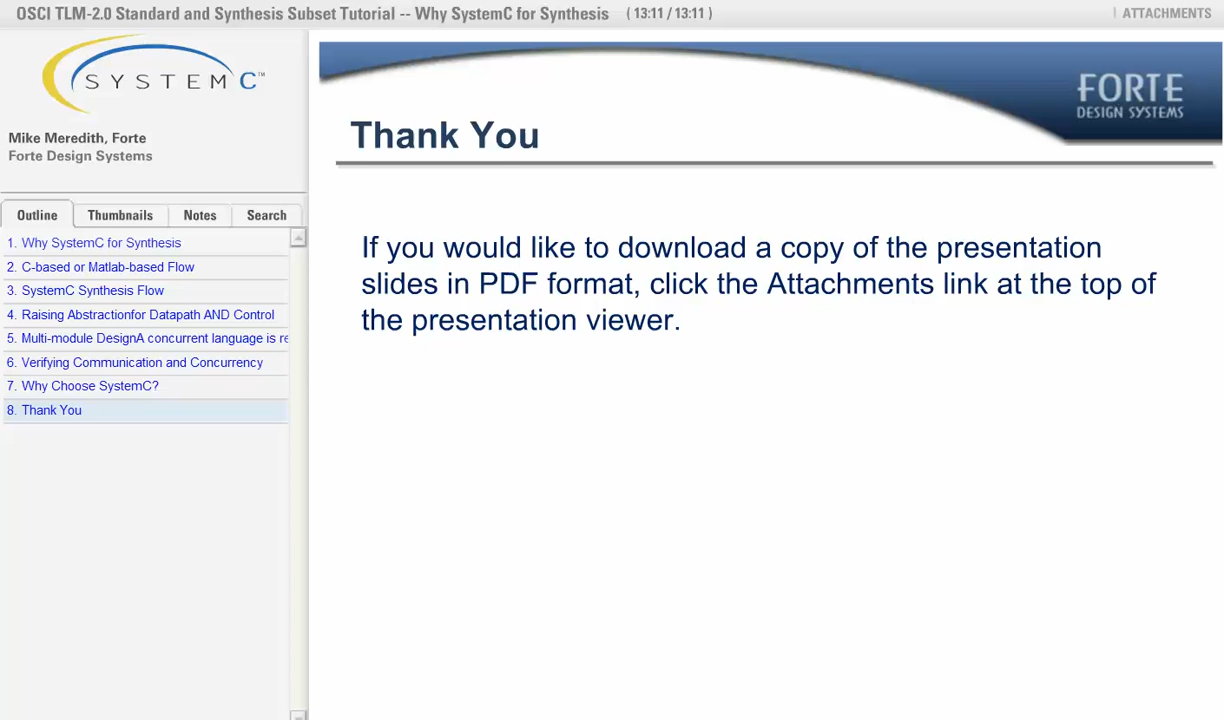 OSCI TLM-2.0 Standard and Synthesis Subset Tutorial -- Why SystemC for Synthesis ( 13:11 / 13:11 )
ATTACHMENTS
SYSTEMC™
Mike Meredith, Forte
Forte Design Systems
Outline Thumbnails Notes Search
1. Why SystemC for Synthesis
2. C-based or Matlab-based Flow
3. SystemC Synthesis Flow
4. Raising Abstractionfor Datapath AND Control
5. Multi-module DesignA concurrent language is re
6. Verifying Communication and Concurrency
7. Why Choose SystemC?
8. Thank You
FORTE
DESIGN SYSTEMS
Thank You
If you would like to download a copy of the presentation
slides in PDF format, click the Attachments link at the top of
the presentation viewer.